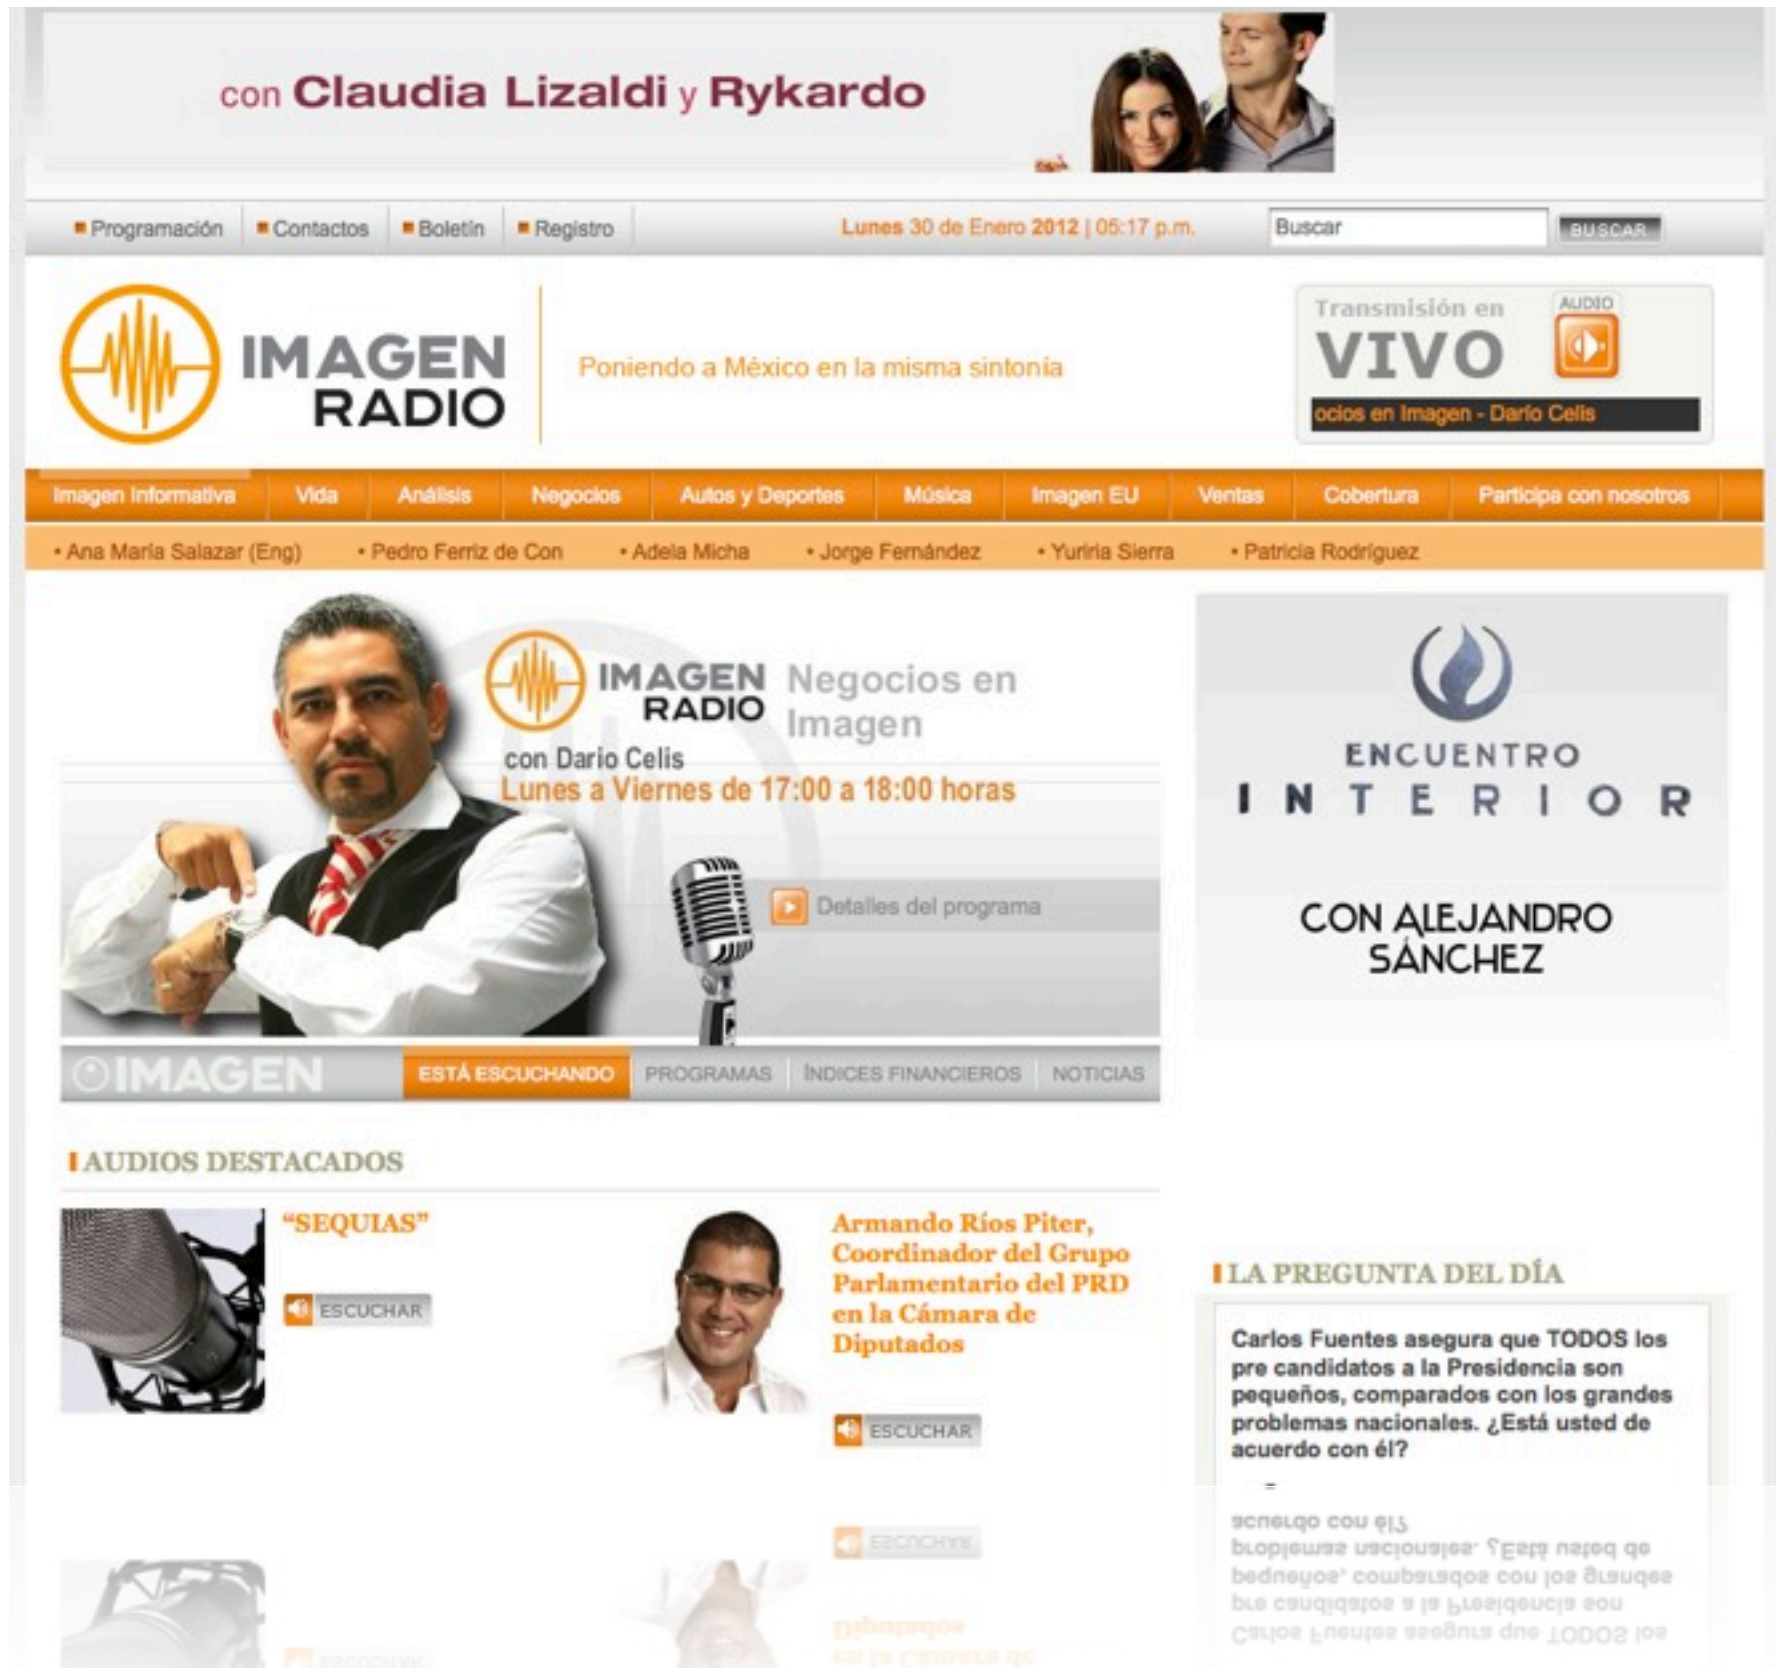 con Claudia Lizaldi y Rykardo
Programación Contactos Boletín Registro
Lunes 30 de Enero 2012 | 05:17 p.m.
Buscar
BUSCAR
IMAGEN
RADIO
Poniendo a México en la misma sintonía
Transmisión en
VIVO
AUDIO
ocios en Imagen - Darío Celis
Imagen Informativa Vida Análisis Negocios Autos y Deportes Música Imagen EU Ventas Cobertura Participa con nosotros
• Ana María Salazar (Eng) • Pedro Ferriz de Con • Adela Micha • Jorge Fernández • Yuriria Sierra • Patricia Rodríguez
IMAGEN
RADIO
Negocios en
Imagen
con Dario Celis
Lunes a Viernes de 17:00 a 18:00 horas
Detalles del programa
ENCUENTRO
INTERIOR
CON ALEJANDRO
SÁNCHEZ
IMAGEN
ESTÁ ESCUCHANDO PROGRAMAS ÍNDICES FINANCIEROS NOTICIAS
AUDIOS DESTACADOS
“SEQUIAS”
ESCUCHAR
Armando Ríos Piter,
Coordinador del Grupo
Parlamentario del PRD
en la Cámara de
Diputados
ESCUCHAR
LA PREGUNTA DEL DÍA
Carlos Fuentes asegura que TODOS los
pre candidatos a la Presidencia son
pequeños, comparados con los grandes
problemas nacionales. ¿Está usted de
acuerdo con él?